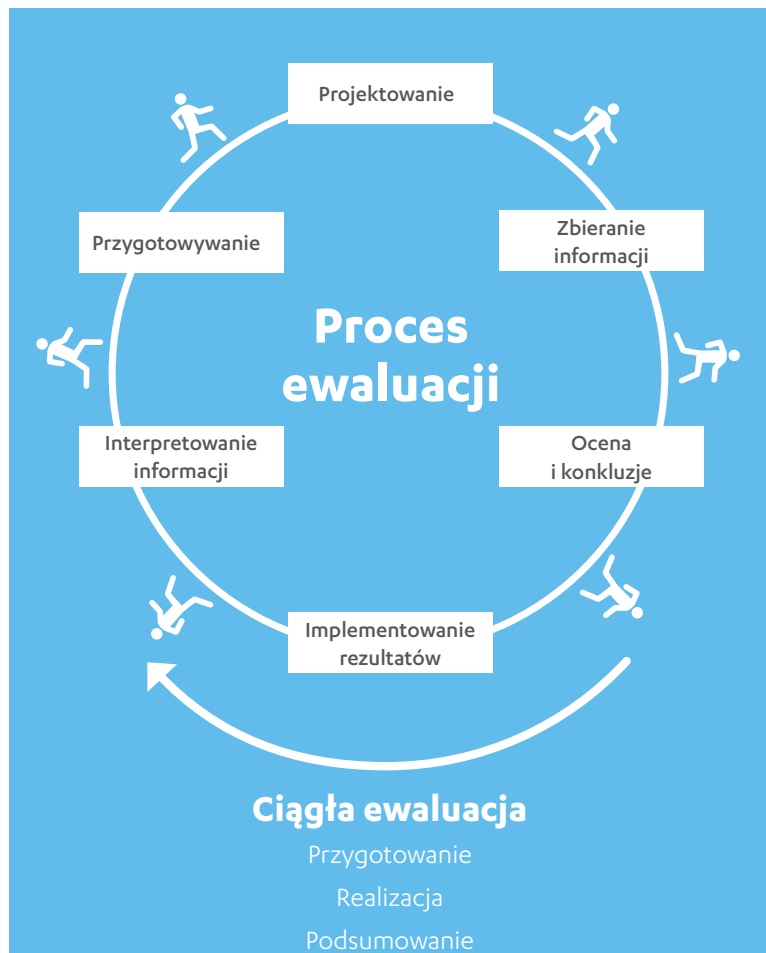 Projektowanie
Przygotowywanie
Zbieranie
informacji
Proces
ewaluacji
Interpretowanie
informacji
Ocena
i konkluzje
Implementowanie
rezultatów
Ciągła ewaluacja
Przygotowanie
Realizacja
Podsumowanie